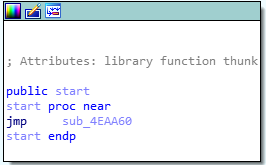 ; Attributes: library function thunk
public start
start proc near
jmp     sub_4EAA60
start endp